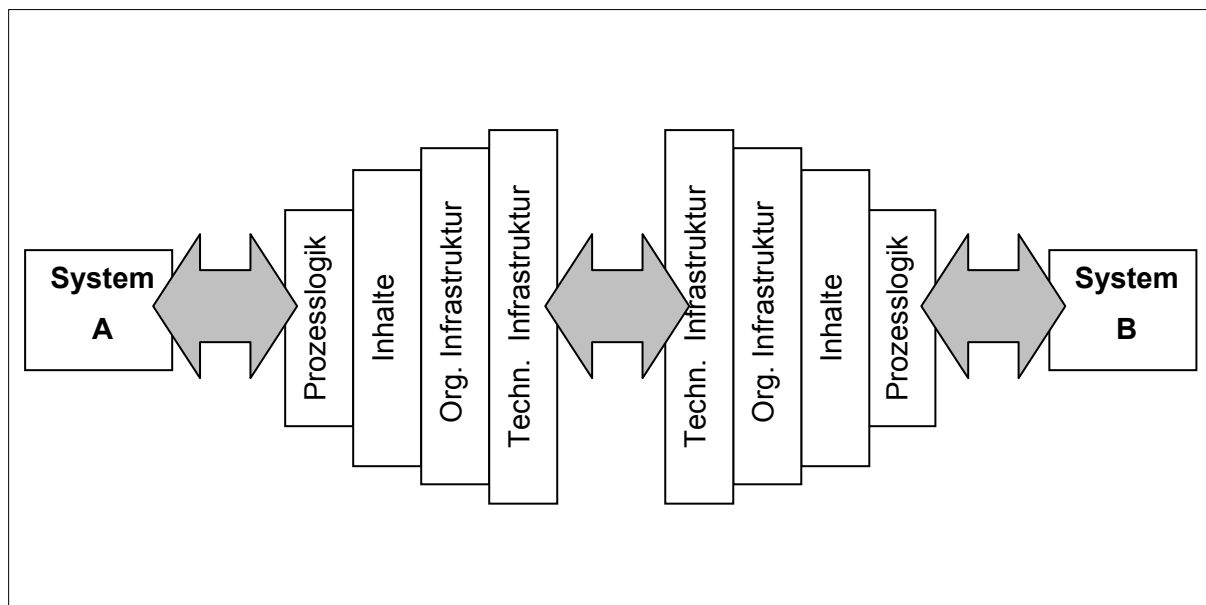 System
A
Prozesslogik
Inhalte
Org. Infrastruktur
Techn. Infrastruktur
Techn. Infrastruktur
Org. Infrastruktur
Inhalte
Prozesslogik
System
B